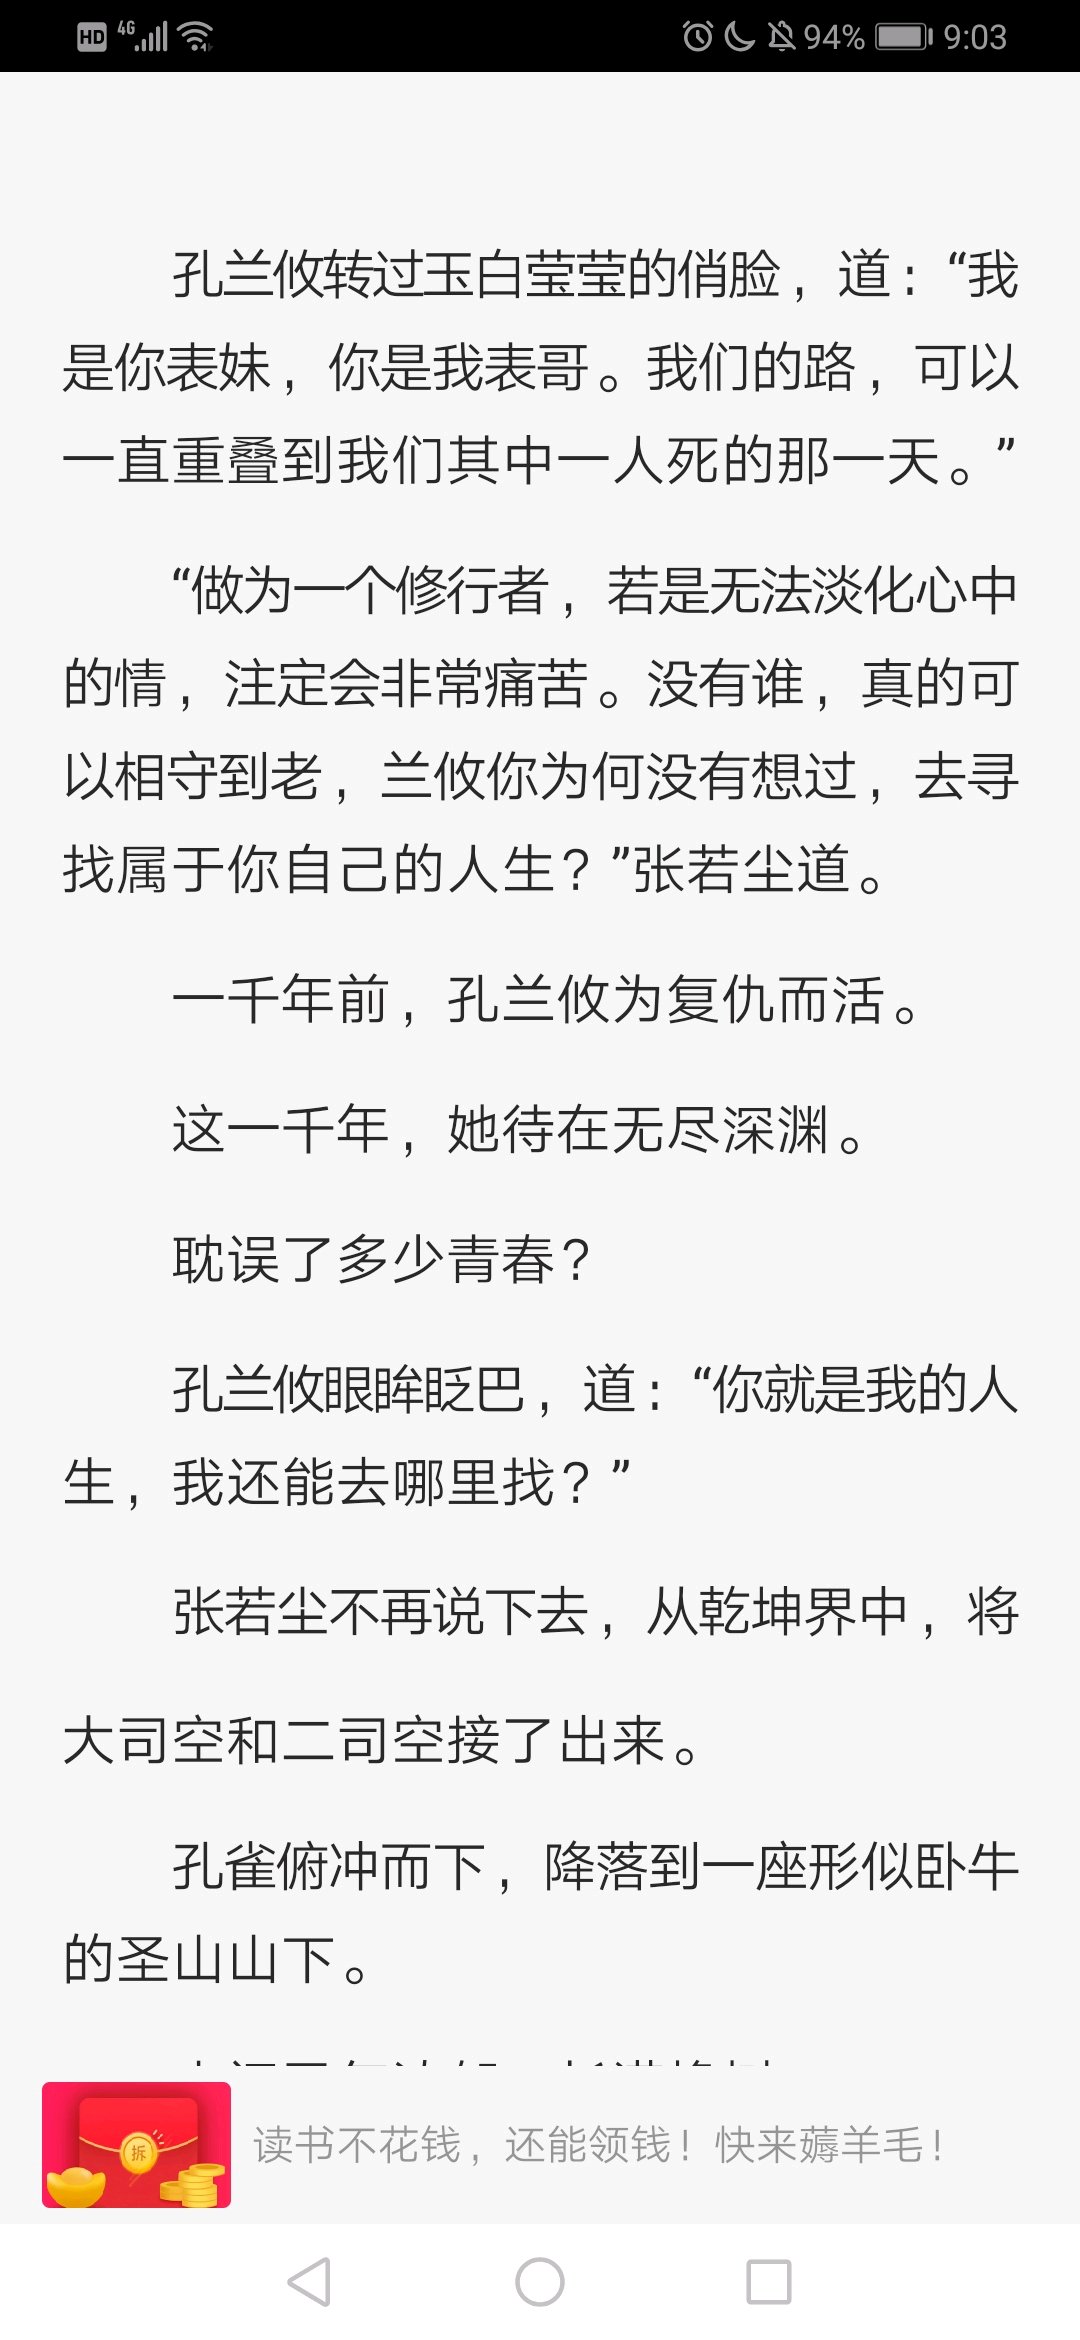 HD 4G 94% 9:03
孔兰攸转过玉白莹莹的俏脸，道：“我
是你表妹，你是我表哥。我们的路，可以
一直重叠到我们其中一人死的那一天。”
“做为一个修行者，若是无法淡化心中
的情，注定会非常痛苦。没有谁，真的可
以相守到老，兰攸你为何没有想过，去寻
找属于你自己的人生？”张若尘道。
一千年前，孔兰攸为复仇而活。
这一千年，她待在无尽深渊。
耽误了多少青春？
孔兰攸眼眸眨巴，道：“你就是我的人
生，我还能去哪里找？”
张若尘不再说下去，从乾坤界中，将
大司空和二司空接了出来。
孔雀俯冲而下，降落到一座形似卧牛
的圣山山下。
拆
读书不花钱，还能领钱！快来薅羊毛！